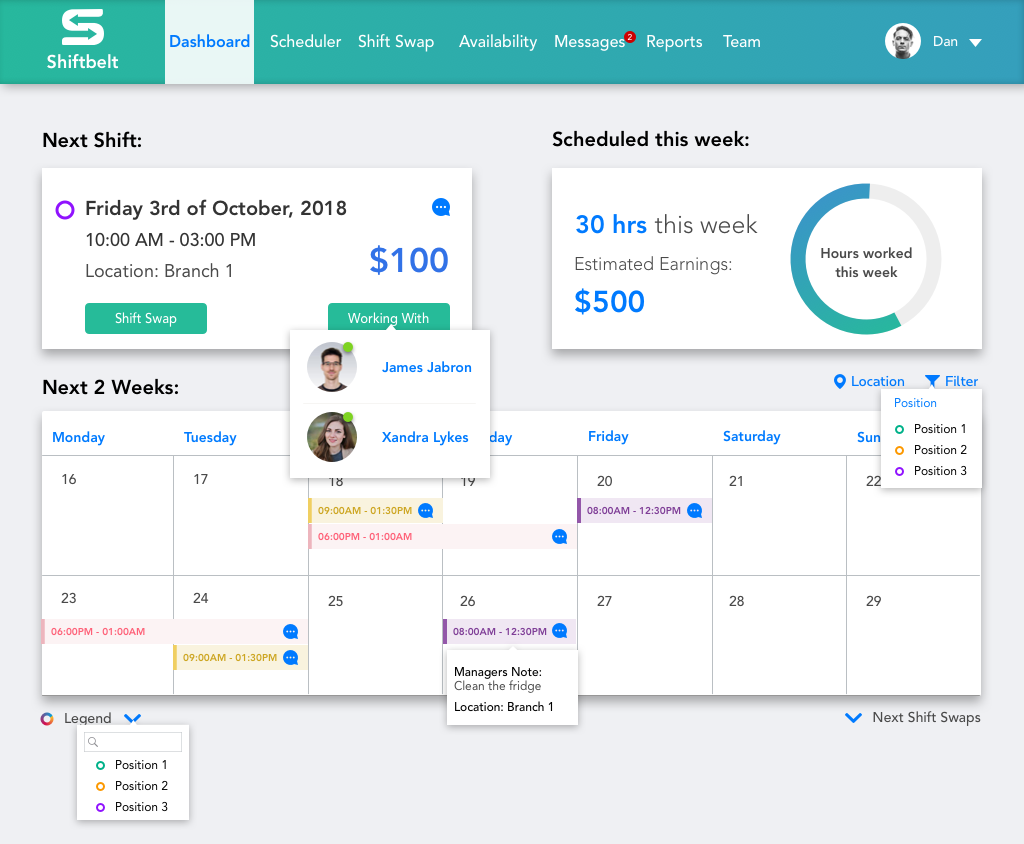 Shiftbelt
Dashboard
Scheduler
Shift Swap
Availability
Messages
2
Reports
Team
Dan
Next Shift:
Friday 3rd of October, 2018
10:00 AM - 03:00 PM
Location: Branch 1
$100
Shift Swap
Working With
James Jabron
Xandra Lykes
Scheduled this week:
30 hrs this week
Estimated Earnings:
$500
Hours worked
this week
Next 2 Weeks:
Location
Filter
Position
Position 1
Position 2
Position 3
Monday
Tuesday
day
Friday
Saturday
Sun
16
17
18
19
20
21
22
09:00AM - 01:30PM
08:00AM - 12:30PM
06:00PM - 01:00AM
23
24
25
26
27
28
29
06:00PM - 01:00AM
08:00AM - 12:30PM
09:00AM - 01:30PM
Managers Note:
Clean the fridge
Location: Branch 1
Legend
Next Shift Swaps
Position 1
Position 2
Position 3